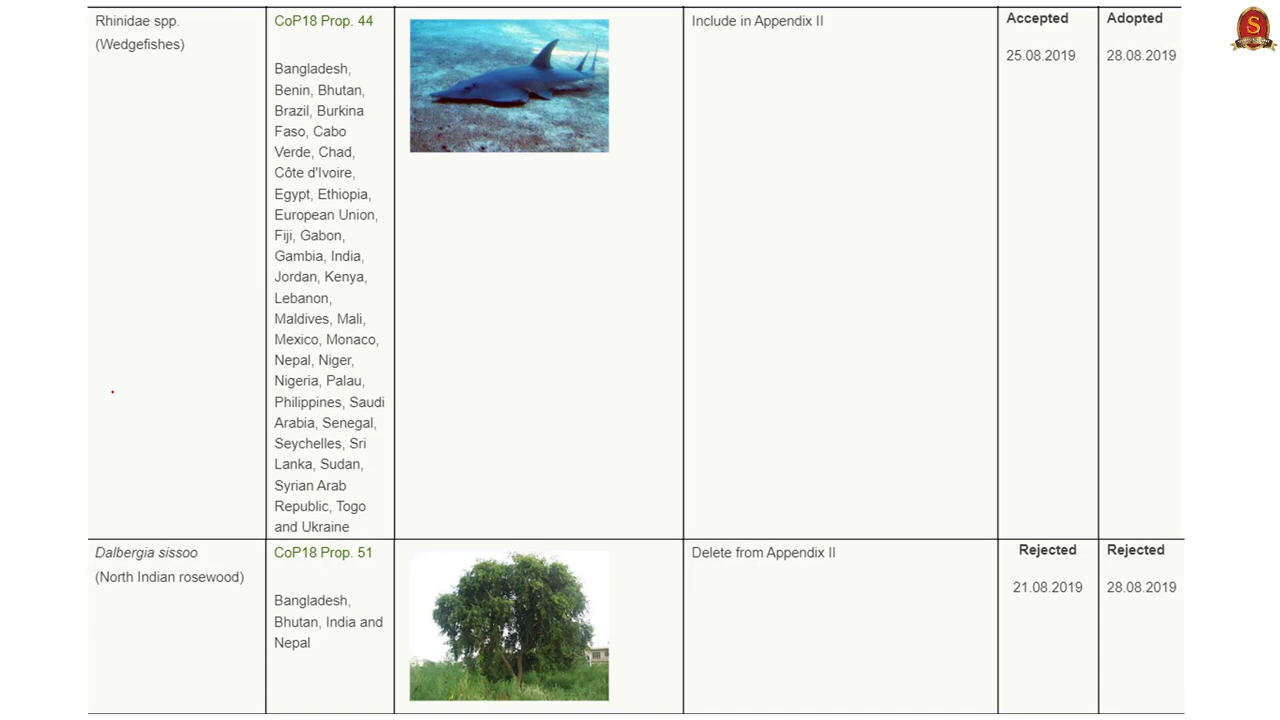 Rhinidae spp.
(Wedgefishes)
CoP18 Prop. 44
Bangladesh,
Benin, Bhutan,
Brazil, Burkina
Faso, Cabo
Verde, Chad,
Côte d'Ivoire,
Egypt, Ethiopia,
European Union,
Fiji, Gabon,
Gambia, India,
Jordan, Kenya,
Lebanon,
Maldives, Mali,
Mexico, Monaco,
Nepal, Niger,
Nigeria, Palau,
Philippines, Saudi
Arabia, Senegal,
Seychelles, Sri
Lanka, Sudan,
Syrian Arab
Republic, Togo
and Ukraine
Include in Appendix II
Accepted
25.08.2019
Adopted
28.08.2019
Dalbergia sissoo
(North Indian rosewood)
CoP18 Prop. 51
Bangladesh,
Bhutan, India and
Nepal
Delete from Appendix II
Rejected
21.08.2019
Rejected
28.08.2019
S